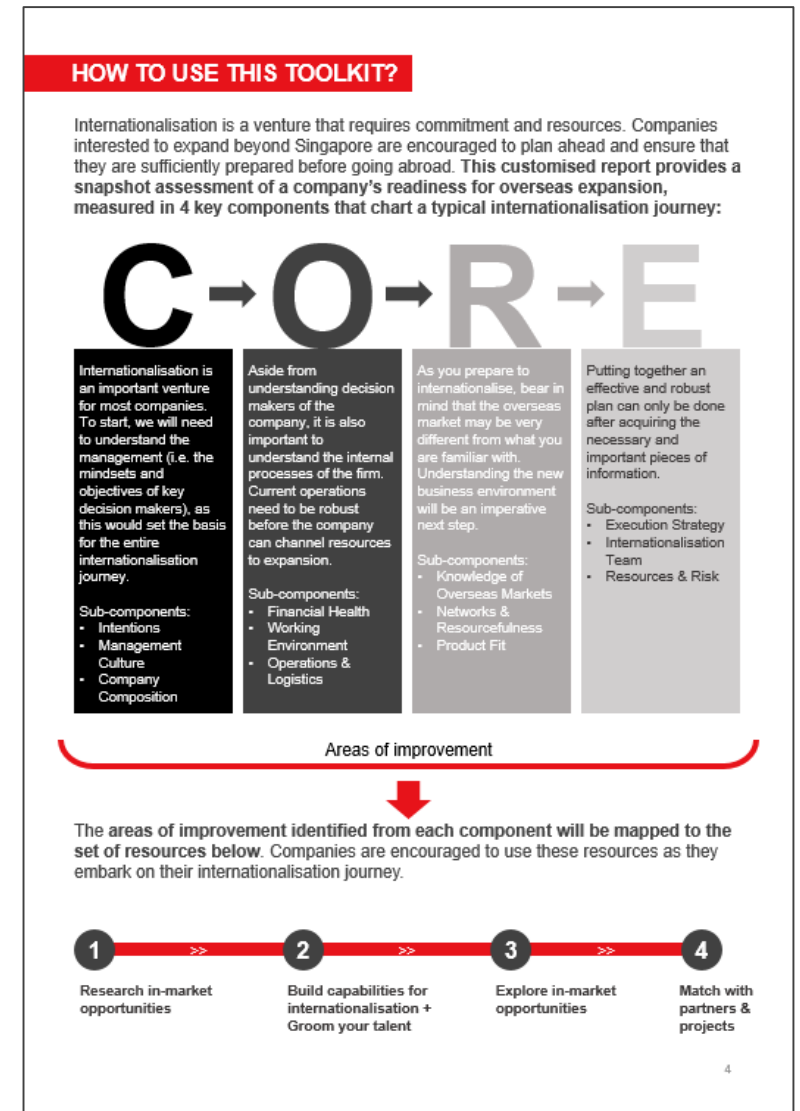 HOW TO USE THIS TOOLKIT?
Internationalisation is a venture that requires commitment and resources. Companies
interested to expand beyond Singapore are encouraged to plan ahead and ensure that
they are sufficiently prepared before going abroad. This customised report provides a
snapshot assessment of a company's readiness for overseas expansion,
measured in 4 key components that chart a typical internationalisation journey:
C O R E
Internationalisation is
an important venture
for most companies.
To start, we will need
to understand the
management (i.e. the
mindsets and
objectives of key
decision makers), as
this would set the basis
for the entire
internationalisation
journey.
Sub-components:
• Intentions
• Management
Culture
• Company
Composition
Aside from
understanding decision
makers of the
company, it is also
important to
understand the internal
processes of the firm.
Current operations
need to be robust
before the company
can channel resources
to expansion.
Sub-components:
• Financial Health
• Working
Environment
• Operations &
Logistics
As you prepare to
internationalise, bear in
mind that the overseas
market may be very
different from what you
are familiar with.
Understanding the new
business environment
will be an imperative
next step.
Sub-components:
• Knowledge of
Overseas Markets
• Networks &
Resourcefulness
• Product Fit
Putting together an
effective and robust
plan can only be done
after acquiring the
necessary and
important pieces of
information.
Sub-components:
• Execution Strategy
• Internationalisation
Team
• Resources & Risk
Areas of improvement
The areas of improvement identified from each component will be mapped to the
set of resources below. Companies are encouraged to use these resources as they
embark on their internationalisation journey.
1 >> 2 >> 3 >> 4
Research in-market
opportunities
Build capabilities for
internationalisation +
Groom your talent
Explore in-market
opportunities
Match with
partners &
projects
4